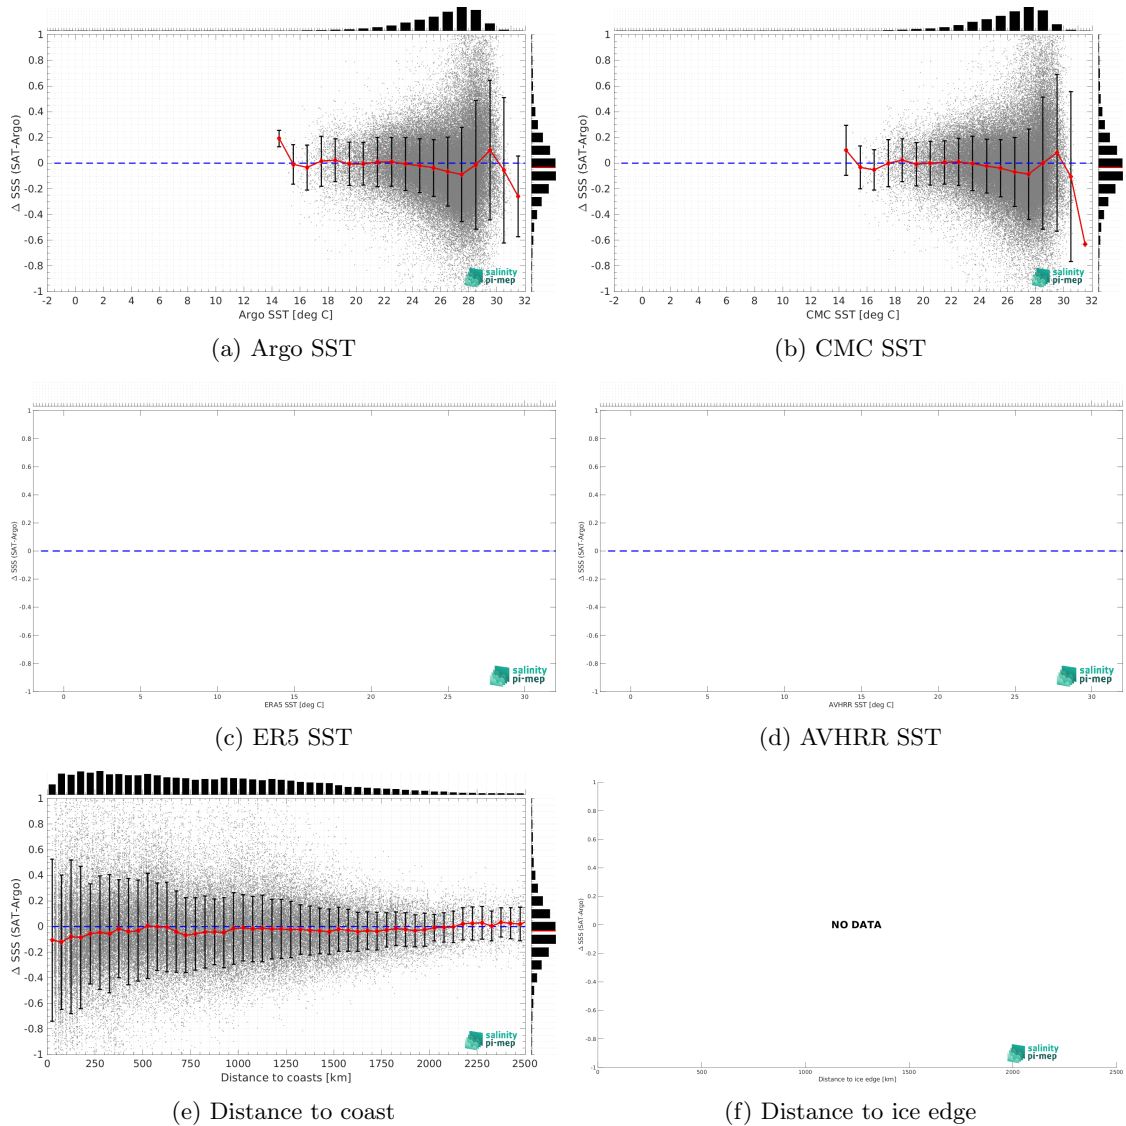 1
0.8
0.6
0.4
0.2
0
-0.2
-0.4
-0.6
-0.8
-1
Δ SSS (SAT-Argo)
-2 0 2 4 6 8 10 12 14 16 18 20 22 24 26 28 30 32
Argo SST [deg C]
salinity
pi-mep
(a) Argo SST
1
0.8
0.6
0.4
0.2
0
-0.2
-0.4
-0.6
-0.8
-1
Δ SSS (SAT-Argo)
-2 0 2 4 6 8 10 12 14 16 18 20 22 24 26 28 30 32
CMC SST [deg C]
salinity
pi-mep
(b) CMC SST
1
0.8
0.6
0.4
0.2
0
-0.2
-0.4
-0.6
-0.8
-1
Δ SSS (SAT-Argo)
0 5 10 15 20 25 30
ERA5 SST [deg C]
salinity
pi-mep
(c) ER5 SST
1
0.8
0.6
0.4
0.2
0
-0.2
-0.4
-0.6
-0.8
-1
Δ SSS (SAT-Argo)
0 5 10 15 20 25 30
AVHRR SST [deg C]
salinity
pi-mep
(d) AVHRR SST
1
0.8
0.6
0.4
0.2
0
-0.2
-0.4
-0.6
-0.8
-1
Δ SSS (SAT-Argo)
0 250 500 750 1000 1250 1500 1750 2000 2250 2500
Distance to coasts [km]
salinity
pi-mep
(e) Distance to coast
1
0.8
0.6
0.4
0.2
0
-0.2
-0.4
-0.6
-0.8
-1
Δ SSS (SAT-Argo)
NO DATA
0 500 1000 1500 2000 2500
Distance to ice edge [km]
salinity
pi-mep
(f) Distance to ice edge